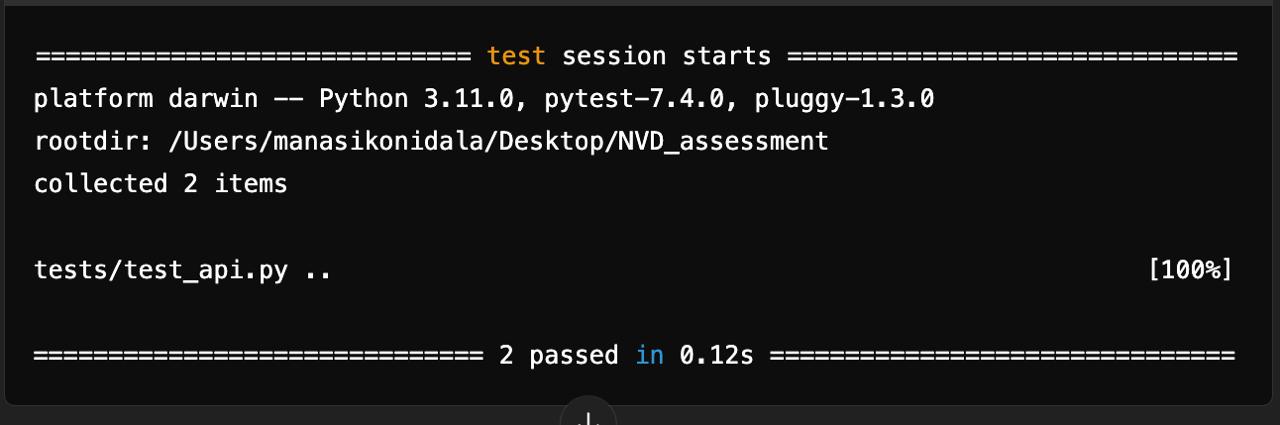 ============================= test session starts ==============================
platform darwin -- Python 3.11.0, pytest-7.4.0, pluggy-1.3.0
rootdir: /Users/manasikonidala/Desktop/NVD_assessment
collected 2 items
tests/test_api.py .. [100%]
============================== 2 passed in 0.12s ===============================